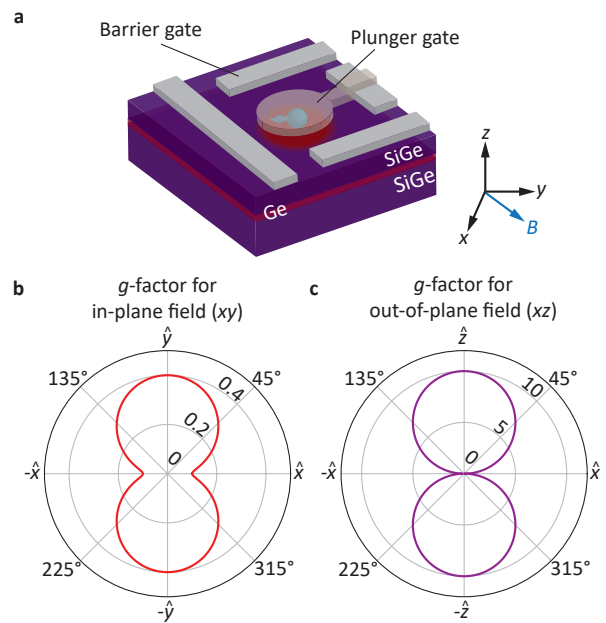 a
Barrier gate
Plunger gate
SiGe
SiGe
Ge
z
y
x
B
b
g-factor for
in-plane field (xy)
ŷ
135°
45°
0.4
0.2
0
-x̂
x̂
225°
315°
-ŷ
c
g-factor for
out-of-plane field (xz)
ẑ
135°
45°
10
5
0
-x̂
x̂
225°
315°
-ẑ